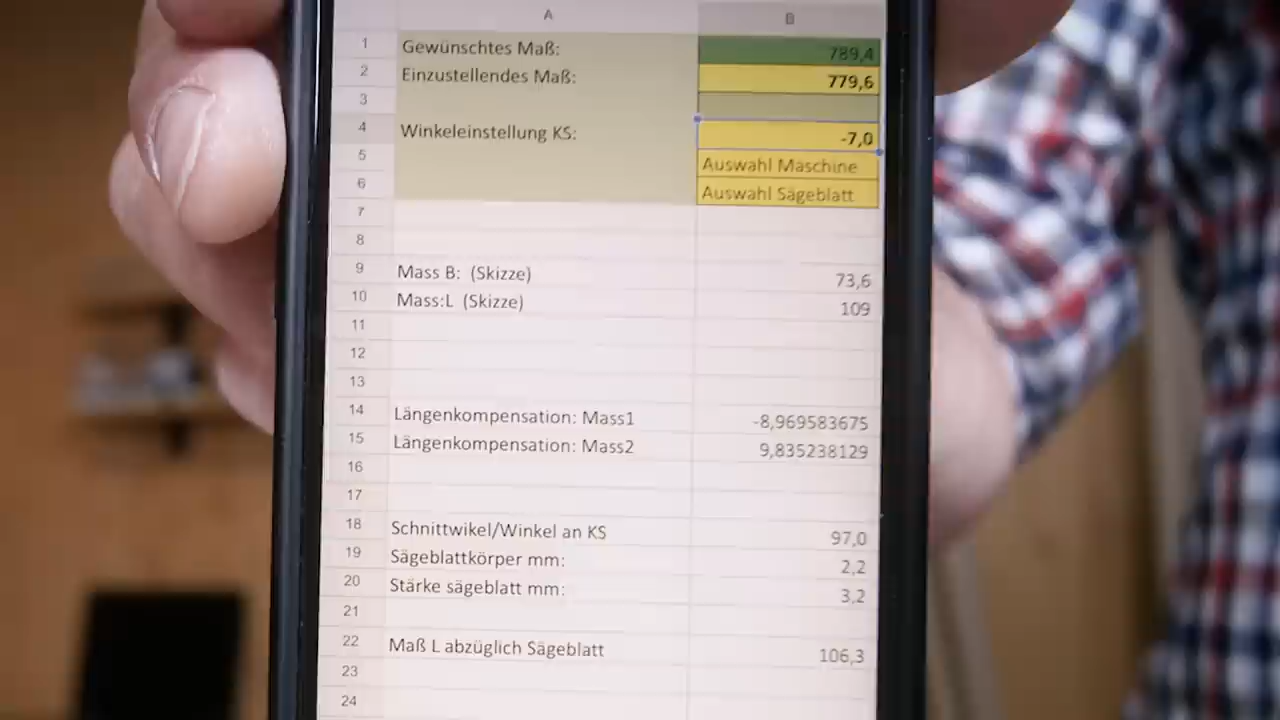 A B
1 Gewünschtes Maß: 789,4
2 Einzustellendes Maß: 779,6
3
4 Winkeleinstellung KS: -7,0
5 Auswahl Maschine
6 Auswahl Sägeblatt
7
8
9 Mass B: (Skizze) 73,6
10 Mass:L (Skizze) 109
11
12
13
14 Längenkompensation: Mass1 -8,969583675
15 Längenkompensation: Mass2 9,835238129
16
17
18 Schnittwikel/Winkel an KS 97,0
19 Sägeblattkörper mm: 2,2
20 Stärke sägeblatt mm: 3,2
21
22 Maß L abzüglich Sägeblatt 106,3
23
24